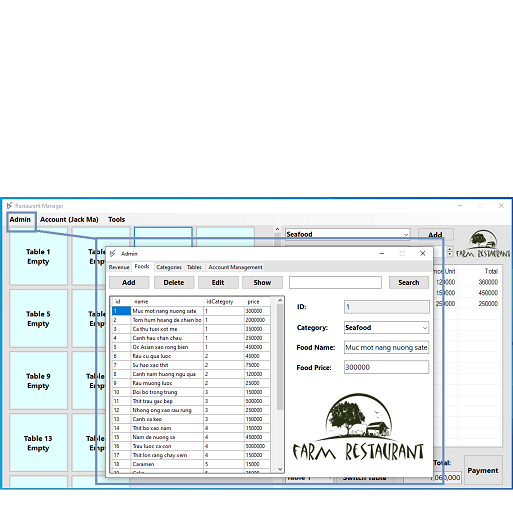 Restaurant Manager
Admin Account (Jack Ma) Tools
Table 1
Empty
Table
Empt
Table 5
Empty
Table
Empt
Table 9
Empty
Table
Empt
Table 13
Empty
Table
Empt
Seafood
Add
FARM RESTAURANT
Price Unit Total
360000
450000
250000
Total:
,060,000
Payment
Table 1
Switch Table
Admin
Revenue Foods Categories Tables Account Management
Add Delete Edit Show Search
id name idCategory price
1 Muc mot nang nuong sate 1 300000
2 Tom hum hoang de chien bo 1 2000000
3 Ca thu tuoi xot me 1 350000
4 Canh hau chan chau 1 250000
5 Oc Asian xao rong bien 1 450000
6 Rau cu qua luoc 2 45000
7 Su hao xao thit 2 75000
8 Canh nam huong ngu qua 2 120000
9 Rau muong luoc 2 25000
10 Doi bo trong trung 3 150000
11 Thit trau gac bep 3 500000
12 Nhong ong xao rau rung 3 250000
13 Canh ca keo 3 150000
14 Thit bo xao nam 4 150000
15 Nam de nuong sa 4 450000
16 Trau luoc ca con 4 5000000
17 Thit lon rang chay cem 4 150000
18 Caramen 5 15000
ID: 1
Category: Seafood
Food Name: Muc mot nang nuong sate
Food Price: 300000
FARM RESTAURANT